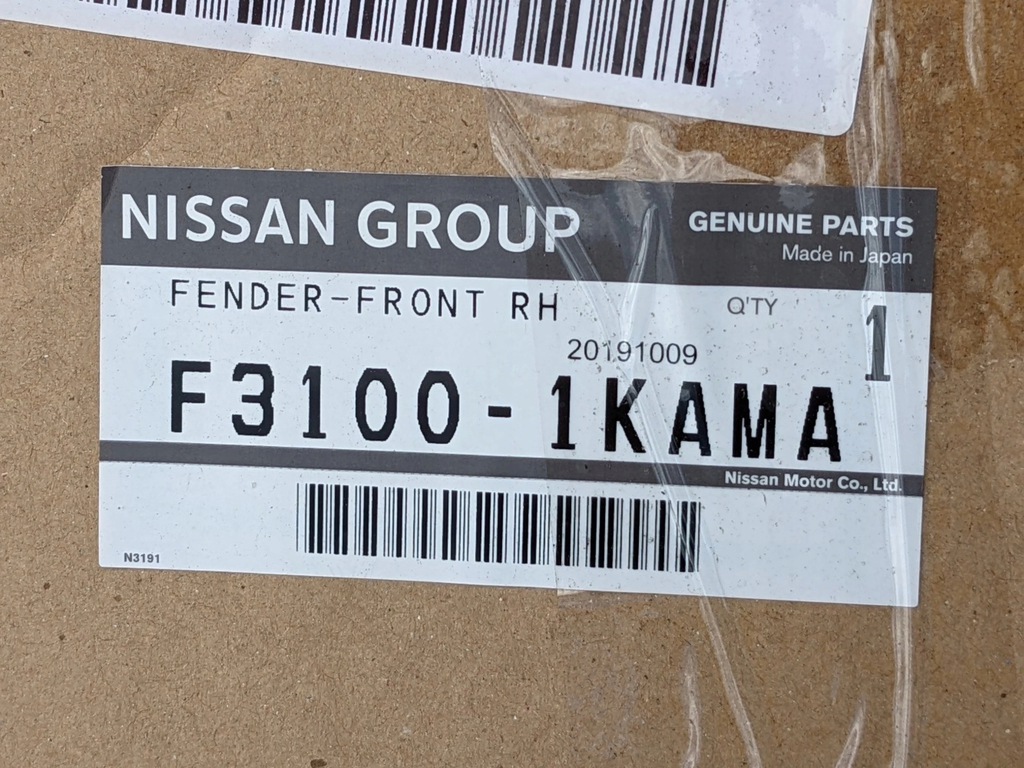 NISSAN GROUP
GENUINE PARTS
Made in Japan
FENDER-FRONT RH
Q'TY
1
20191009
F3100-1KAMA
Nissan Motor Co., Ltd.
N3191